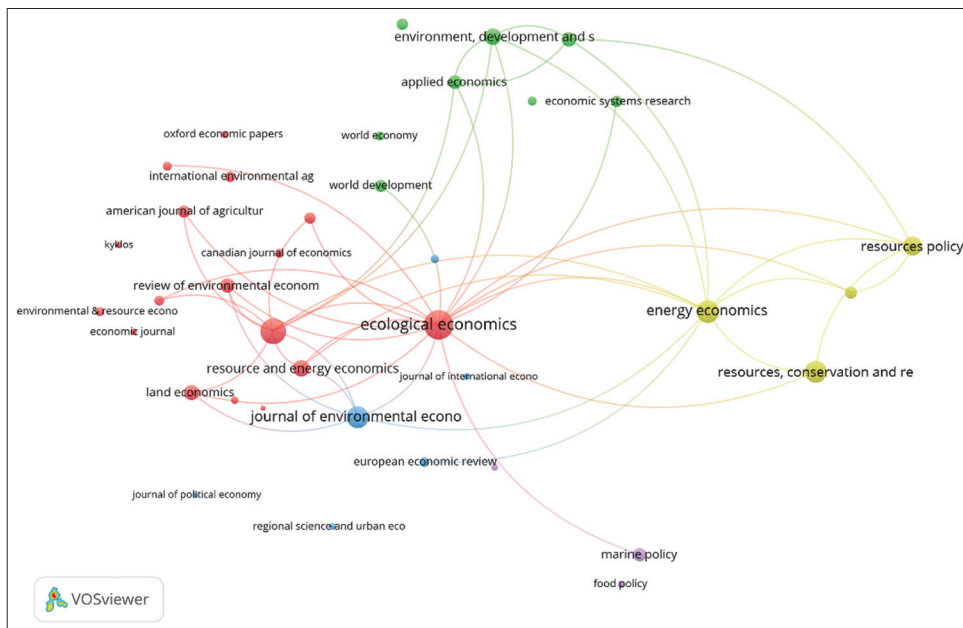 environment, development and s
applied economics
economic systems research
oxford economic papers
world economy
international environmental ag
world development
american journal of agricultur
kyklos
canadian journal of economics
resources policy
review of environmental econom
environmental & resource econo
energy economics
ecological economics
economic journal
resource and energy economics
resources, conservation and re
journal of international econo
land economics
journal of environmental econo
european economic review
journal of political economy
regional science and urban eco
marine policy
food policy
VOSviewer